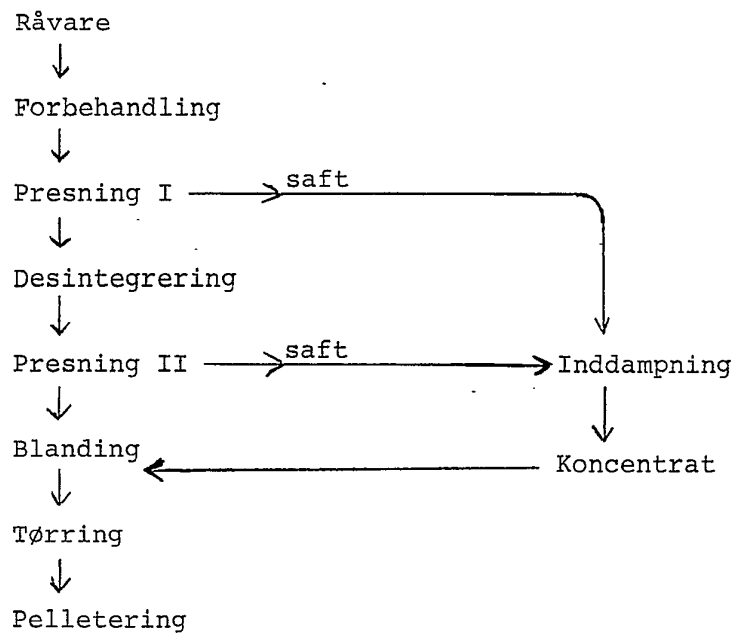 Råvare
Forbehandling
Presning I
saft
Desintegrering
Presning II
saft
Inddampning
Blanding
Koncentrat
Tørring
Pelletering